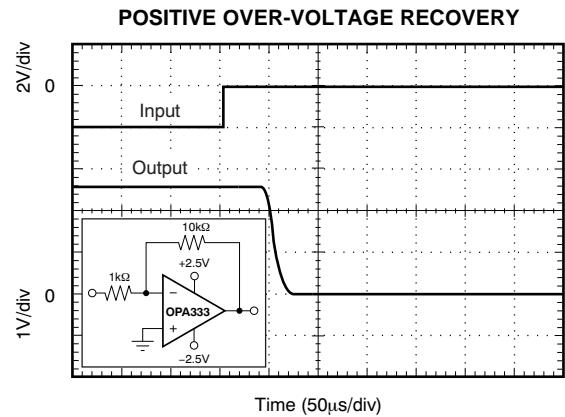 POSITIVE OVER-VOLTAGE RECOVERY
2V/div
0
Input
Output
10kΩ
+2.5V
1kΩ
−
OPA333
+
−2.5V
0
1V/div
Time (50μs/div)